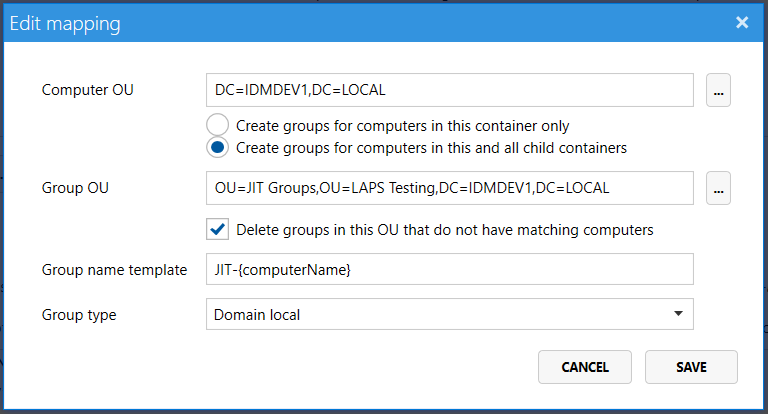 Edit mapping
Computer OU
DC=IDMDEV1,DC=LOCAL
...
Create groups for computers in this container only
Create groups for computers in this and all child containers
Group OU
OU=JIT Groups,OU=LAPS Testing,DC=IDMDEV1,DC=LOCAL
...
Delete groups in this OU that do not have matching computers
Group name template
JIT-{computerName}
Group type
Domain local
CANCEL
SAVE